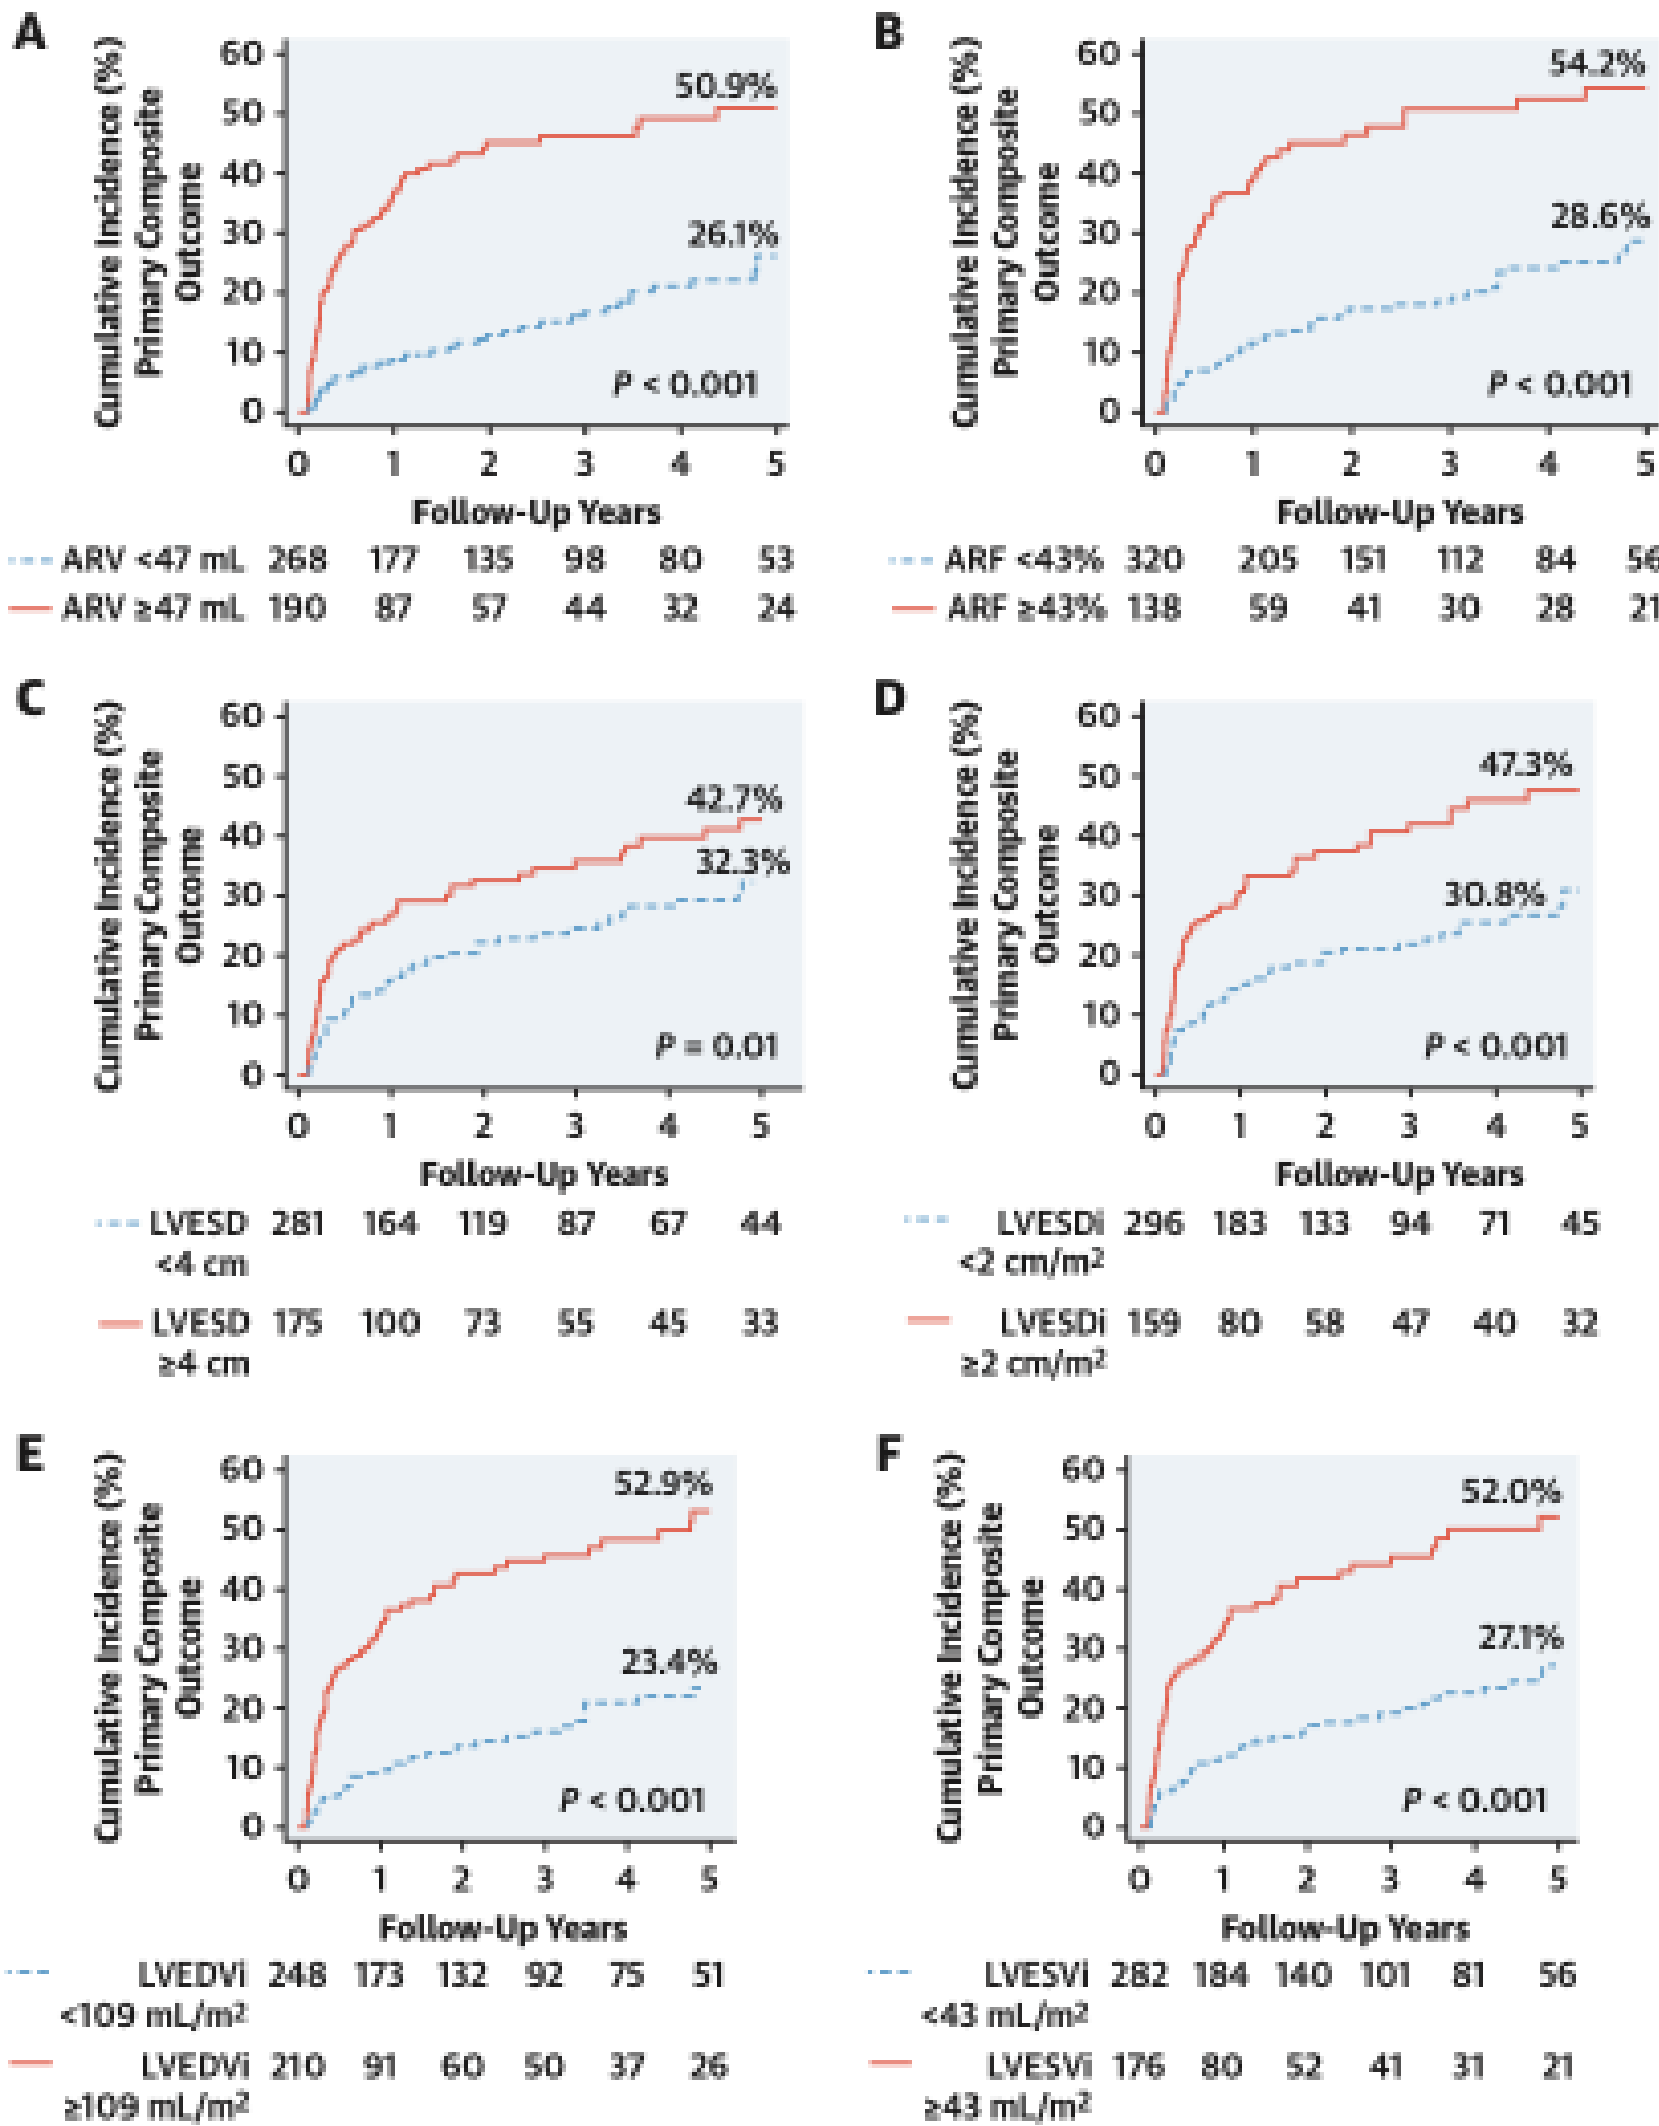 A
Cumulative Incidence (%)
Primary Composite
Outcome
60
50
40
30
20
10
0
50.9%
26.1%
P < 0.001
0 1 2 3 4 5
Follow-Up Years
ARV <47 mL 268 177 135 98 80 53
ARV ≥47 mL 190 87 57 44 32 24
B
Cumulative Incidence (%)
Primary Composite
Outcome
60
50
40
30
20
10
0
54.2%
28.6%
P < 0.001
0 1 2 3 4 5
Follow-Up Years
ARF <43% 320 205 151 112 84 56
ARF ≥43% 138 59 41 30 28 21
C
Cumulative Incidence (%)
Primary Composite
Outcome
60
50
40
30
20
10
0
42.7%
32.3%
P = 0.01
0 1 2 3 4 5
Follow-Up Years
LVESD 281 164 119 87 67 44
<4 cm
LVESD 175 100 73 55 45 33
≥4 cm
D
Cumulative Incidence (%)
Primary Composite
Outcome
60
50
40
30
20
10
0
47.3%
30.8%
P < 0.001
0 1 2 3 4 5
Follow-Up Years
LVESDi 296 183 133 94 71 45
<2 cm/m²
LVESDi 159 80 58 47 40 32
≥2 cm/m²
E
Cumulative Incidence (%)
Primary Composite
Outcome
60
50
40
30
20
10
0
52.9%
23.4%
P < 0.001
0 1 2 3 4 5
Follow-Up Years
LVEDVi 248 173 132 92 75 51
<109 mL/m²
LVEDVi 210 91 60 50 37 26
≥109 mL/m²
F
Cumulative Incidence (%)
Primary Composite
Outcome
60
50
40
30
20
10
0
52.0%
27.1%
P < 0.001
0 1 2 3 4 5
Follow-Up Years
LVESVi 282 184 140 101 81 56
<43 mL/m²
LVESVi 176 80 52 41 31 21
≥43 mL/m²